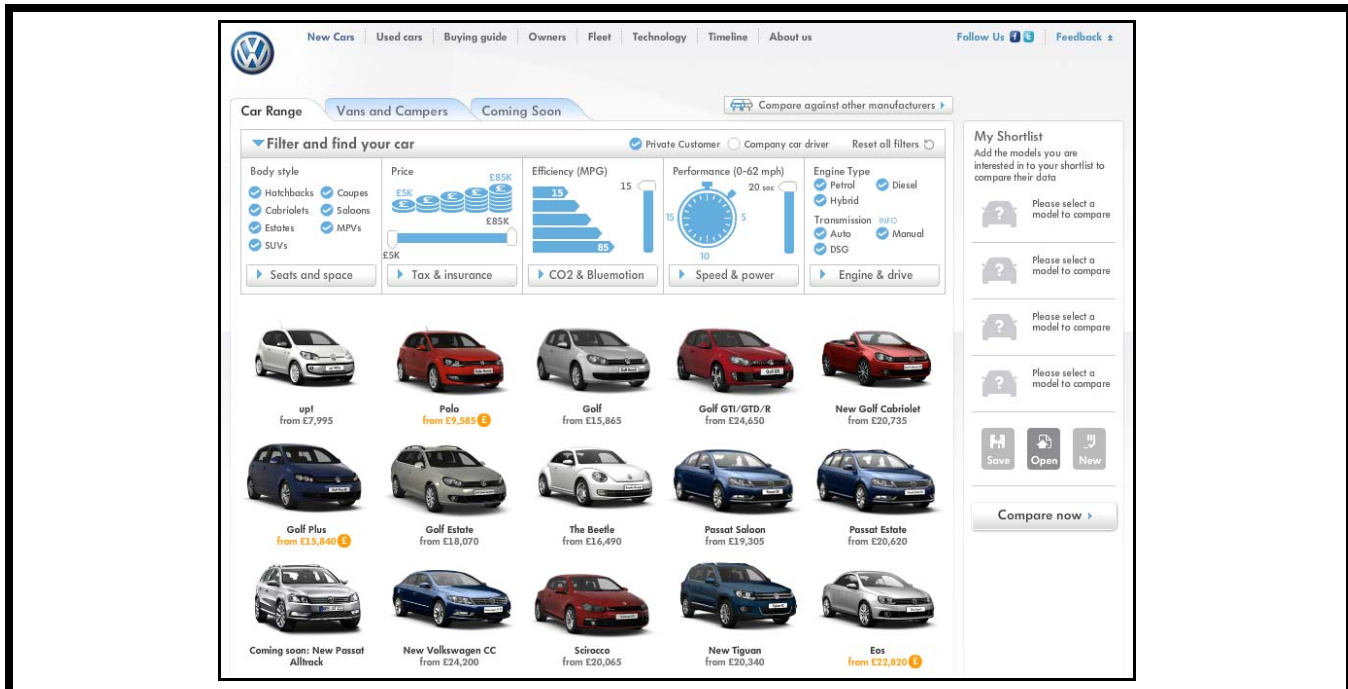 New Cars Used cars Buying guide Owners Fleet Technology Timeline About us
Follow Us Feedback
Car Range Vans and Campers Coming Soon
Compare against other manufacturers
Filter and find your car
Private Customer Company car driver Reset all filters
Body style
Hatchbacks Coupes
Cabriolets Saloons
Estates MPVs
SUVs
Seats and space
Price
£85K
£5K
£85K
£5K
Tax & insurance
Efficiency (MPG)
15
15
85
CO2 & Bluemotion
Performance (0-62 mph)
20 sec
15 5
10
Speed & power
Engine Type
Petrol Diesel
Hybrid
Transmission INFO
Auto Manual
DSG
Engine & drive
up! Polo Golf Golf GTI/GTD/R New Golf Cabriolet
from £7,995 from £9,585 £ from £15,865 from £24,650 from £20,735
Golf Plus Golf Estate The Beetle Passat Saloon Passat Estate
from £15,840 £ from £18,070 from £16,490 from £19,305 from £20,620
Coming soon: New Passat New Volkswagen CC Scirocco New Tiguan Eos
Alltrack from £24,200 from £20,065 from £20,340 from £22,820 £
My Shortlist
Add the models you are
interested in to your shortlist to
compare their data
Please select a
model to compare
Please select a
model to compare
Please select a
model to compare
Please select a
model to compare
Save Open New
Compare now